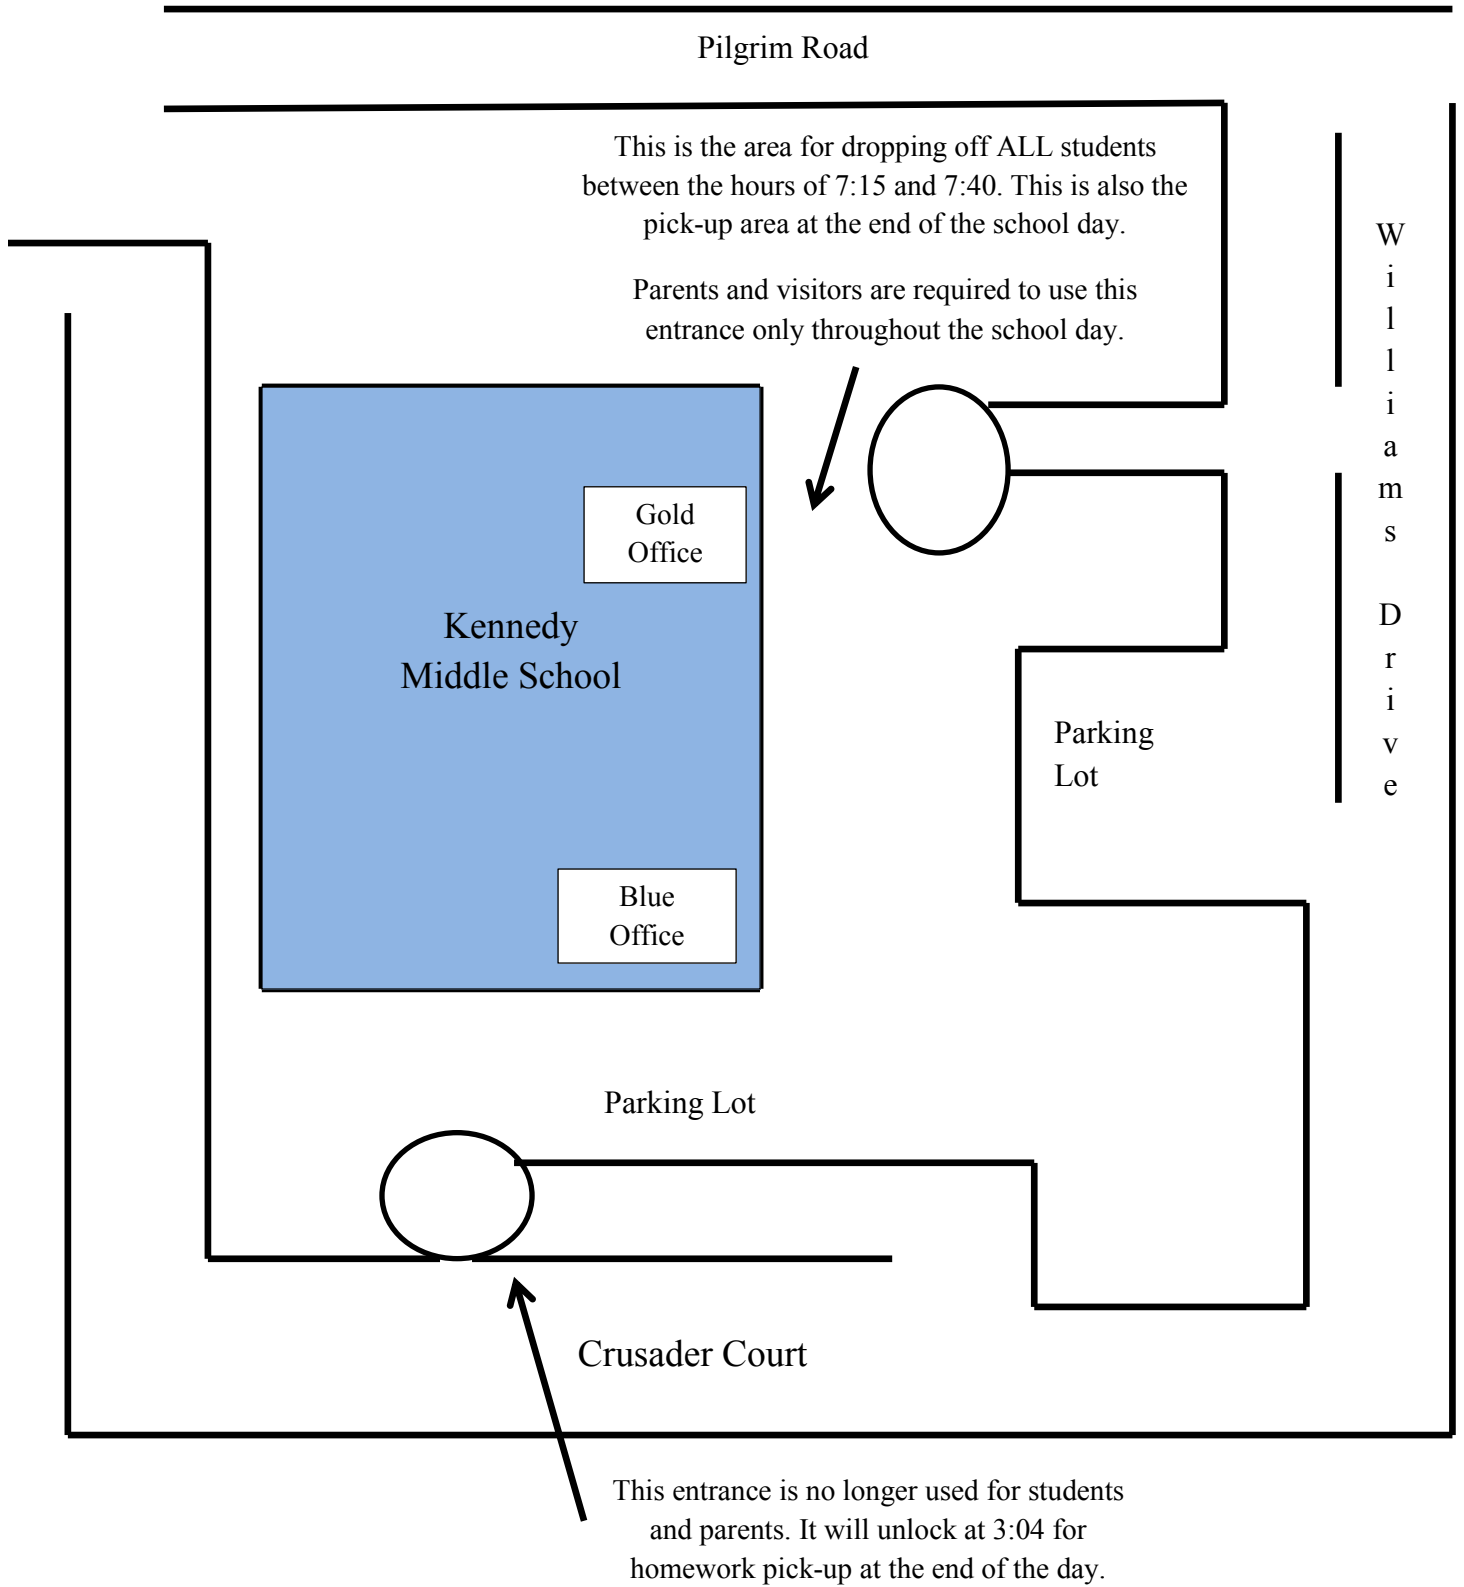 Pilgrim Road
This is the area for dropping off ALL students
between the hours of 7:15 and 7:40. This is also the
pick-up area at the end of the school day.
Parents and visitors are required to use this
entrance only throughout the school day.
Williams Drive
Gold
Office
Kennedy
Middle School
Parking
Lot
Blue
Office
Parking Lot
Crusader Court
This entrance is no longer used for students
and parents. It will unlock at 3:04 for
homework pick-up at the end of the day.